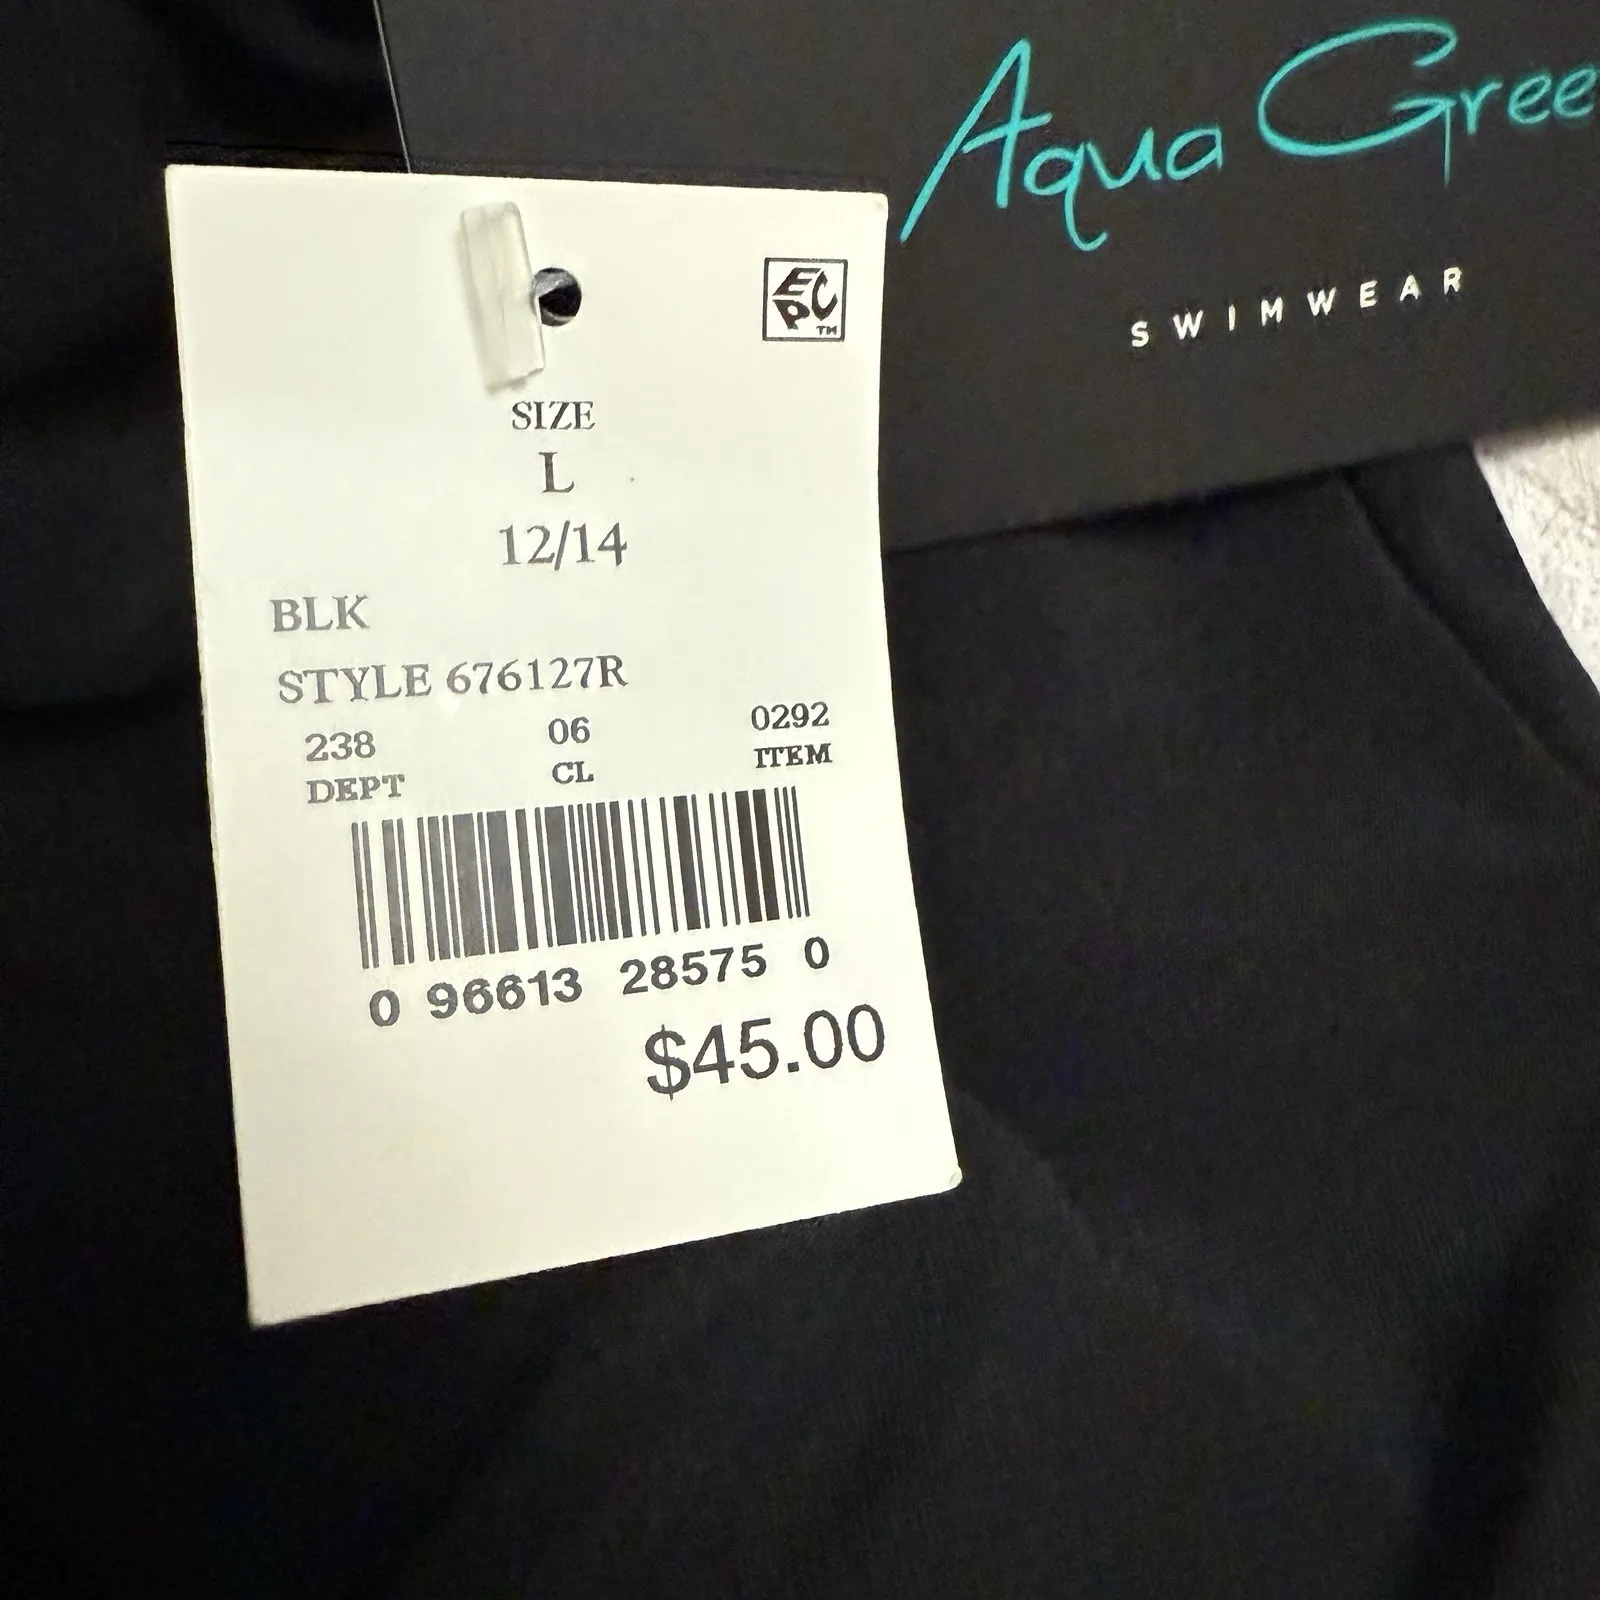 Aqua Gree
SWIMWEAR
EPC™
SIZE
L
12/14
BLK
STYLE 676127R
238 06 0292
DEPT CL ITEM
0 96613 28575 0
$45.00